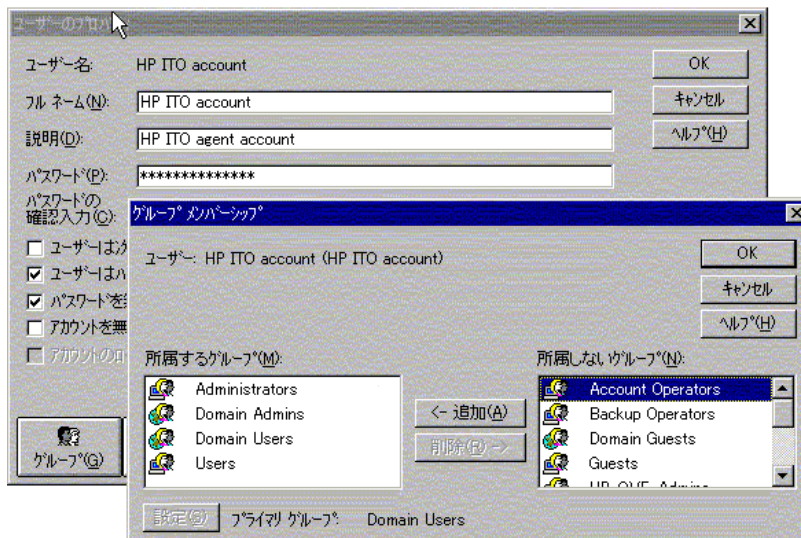 ユーザーのプロパ
ユーザー名: HP ITO account
OK
フル ネーム(N): HP ITO account
キャンセル
説明(D): HP ITO agent account
ヘルプ(H)
パスワード(P): **************
パスワードの
確認入力(C):
グループ メンバーシップ
ユーザーは
ユーザー: HP ITO account (HP ITO account)
OK
ユーザーはパ
キャンセル
パスワードを
アカウントを無
ヘルプ(H)
アカウントのロ
所属するグループ(M):
所属しないグループ(N):
Administrators
Domain Admins
Domain Users
Users
<- 追加(A)
削除(R) ->
Account Operators
Backup Operators
Domain Guests
Guests
グループ(G)
設定(S)
プライマリ グループ: Domain Users